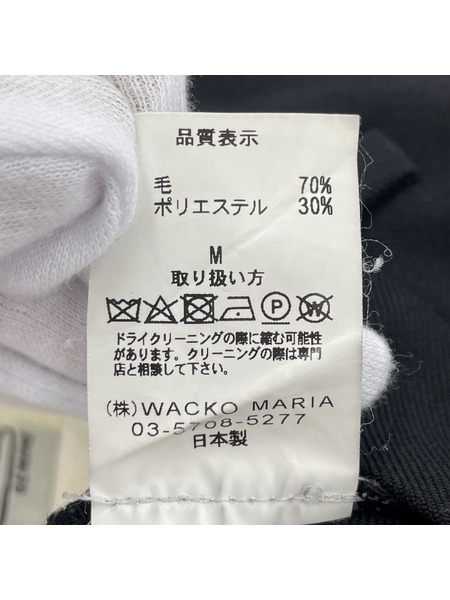 品質表示
毛 70%
ポリエステル 30%
M
取り扱い方
P W
ドライクリーニングの際に縮む可能性
があります。クリーニングの際は専門
店と相談して下さい。
(株)WACKO MARIA
03-5708-5277
日本製